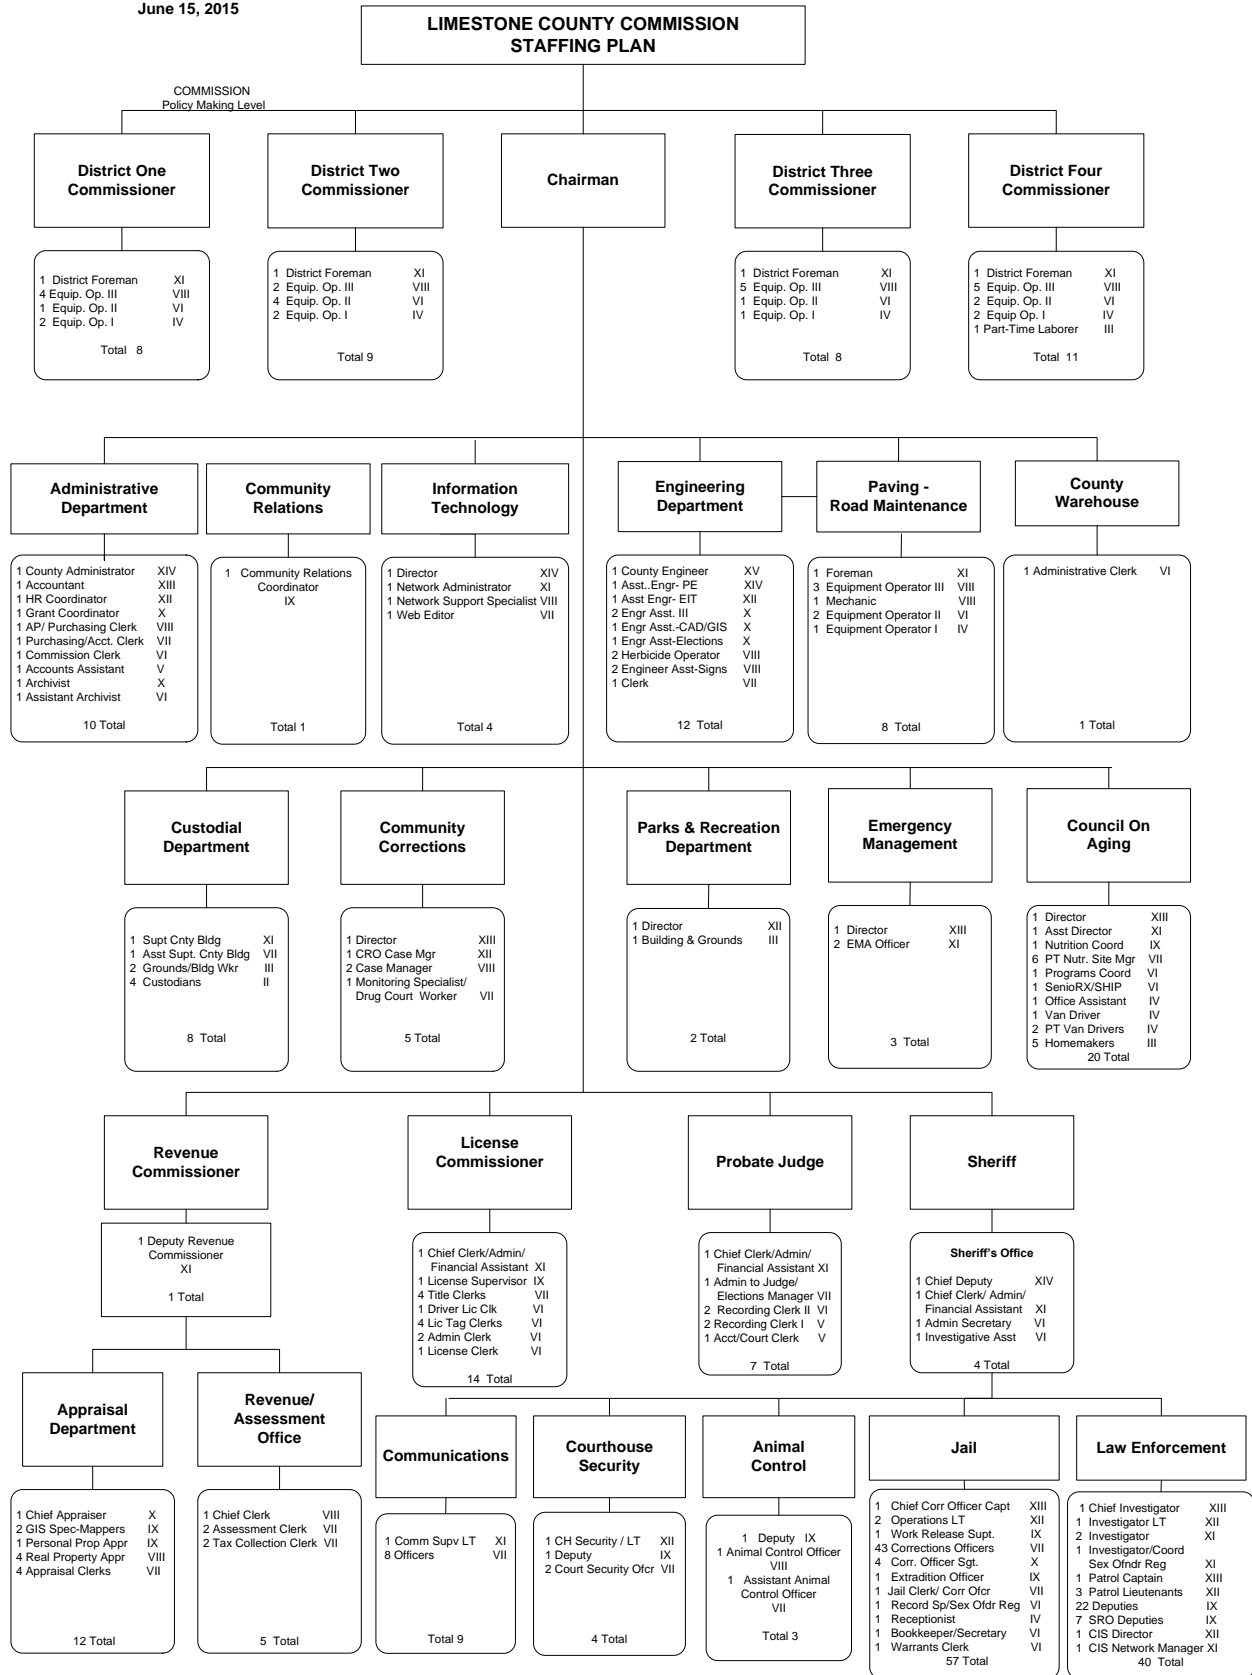 June 15, 2015
LIMESTONE COUNTY COMMISSION
STAFFING PLAN
COMMISSION
Policy Making Level
District One
Commissioner
District Two
Commissioner
Chairman
District Three
Commissioner
District Four
Commissioner
1 District Foreman XI
4 Equip. Op. III VIII
1 Equip. Op. II VI
2 Equip. Op. I IV
Total 8
1 District Foreman XI
2 Equip. Op. III VIII
4 Equip. Op. II VI
2 Equip. Op. I IV
Total 9
1 District Foreman XI
5 Equip. Op. III VIII
1 Equip. Op. II VI
1 Equip. Op. I IV
Total 8
1 District Foreman XI
5 Equip. Op. III VIII
2 Equip. Op. II VI
2 Equip Op. I IV
1 Part-Time Laborer III
Total 11
Administrative
Department
Community
Relations
Information
Technology
Engineering
Department
Paving -
Road Maintenance
County
Warehouse
1 County Administrator XIV
1 Accountant XIII
1 HR Coordinator XII
1 Grant Coordinator X
1 AP/ Purchasing Clerk VIII
1 Purchasing/Acct. Clerk VII
1 Commission Clerk VI
1 Accounts Assistant V
1 Archivist X
1 Assistant Archivist VI
10 Total
1 Community Relations
Coordinator
IX
Total 1
1 Director XIV
1 Network Administrator XI
1 Network Support Specialist VIII
1 Web Editor VII
Total 4
1 County Engineer XV
1 Asst..Engr- PE XIV
1 Asst Engr- EIT XII
2 Engr Asst. III X
1 Engr Asst.-CAD/GIS X
1 Engr Asst-Elections X
2 Herbicide Operator VIII
2 Engineer Asst-Signs VIII
1 Clerk VII
12 Total
1 Foreman XI
3 Equipment Operator III VIII
1 Mechanic VIII
2 Equipment Operator II VI
1 Equipment Operator I IV
8 Total
1 Administrative Clerk VI
1 Total
Custodial
Department
Community
Corrections
Parks & Recreation
Department
Emergency
Management
Council On
Aging
1 Supt Cnty Bldg XI
1 Asst Supt. Cnty Bldg VII
2 Grounds/Bldg Wkr III
4 Custodians II
8 Total
1 Director XIII
1 CRO Case Mgr XII
2 Case Manager VIII
1 Monitoring Specialist/
Drug Court Worker VII
5 Total
1 Director XII
1 Building & Grounds III
2 Total
1 Director XIII
2 EMA Officer XI
3 Total
1 Director XIII
1 Asst Director XI
1 Nutrition Coord IX
6 PT Nutr. Site Mgr VII
1 Programs Coord VI
1 SenioRX/SHIP VI
1 Office Assistant IV
1 Van Driver IV
2 PT Van Drivers IV
5 Homemakers III
20 Total
Revenue
Commissioner
License
Commissioner
Probate Judge
Sheriff
1 Deputy Revenue
Commissioner
XI
1 Total
1 Chief Clerk/Admin/
Financial Assistant XI
1 License Supervisor IX
4 Title Clerks VII
1 Driver Lic Clk VI
4 Lic Tag Clerks VI
2 Admin Clerk VI
1 License Clerk VI
14 Total
1 Chief Clerk/Admin/
Financial Assistant XI
1 Admin to Judge/
Elections Manager VII
2 Recording Clerk II VI
2 Recording Clerk I V
1 Acct/Court Clerk V
7 Total
Sheriff's Office
1 Chief Deputy XIV
1 Chief Clerk/ Admin/
Financial Assistant XI
1 Admin Secretary VI
1 Investigative Asst VI
4 Total
Appraisal
Department
Revenue/
Assessment
Office
Communications
Courthouse
Security
Animal
Control
Jail
Law Enforcement
1 Chief Appraiser X
2 GIS Spec-Mappers IX
1 Personal Prop Appr IX
4 Real Property Appr VIII
4 Appraisal Clerks VII
12 Total
1 Chief Clerk VIII
2 Assessment Clerk VII
2 Tax Collection Clerk VII
5 Total
1 Comm Supv LT XI
8 Officers VII
Total 9
1 CH Security / LT XII
1 Deputy IX
2 Court Security Ofcr VII
4 Total
1 Deputy IX
1 Animal Control Officer
VIII
1 Assistant Animal
Control Officer
VII
Total 3
1 Chief Corr Officer Capt XIII
2 Operations LT XII
1 Work Release Supt. IX
43 Corrections Officers VII
4 Corr. Officer Sgt. X
1 Extradition Officer IX
1 Jail Clerk/ Corr Ofcr VII
1 Record Sp/Sex Ofdr Reg VI
1 Receptionist IV
1 Bookkeeper/Secretary VI
1 Warrants Clerk VI
57 Total
1 Chief Investigator XIII
1 Investigator LT XII
2 Investigator XI
1 Investigator/Coord
Sex Ofndr Reg XI
1 Patrol Captain XIII
3 Patrol Lieutenants XII
22 Deputies IX
7 SRO Deputies IX
1 CIS Director XII
1 CIS Network Manager XI
40 Total